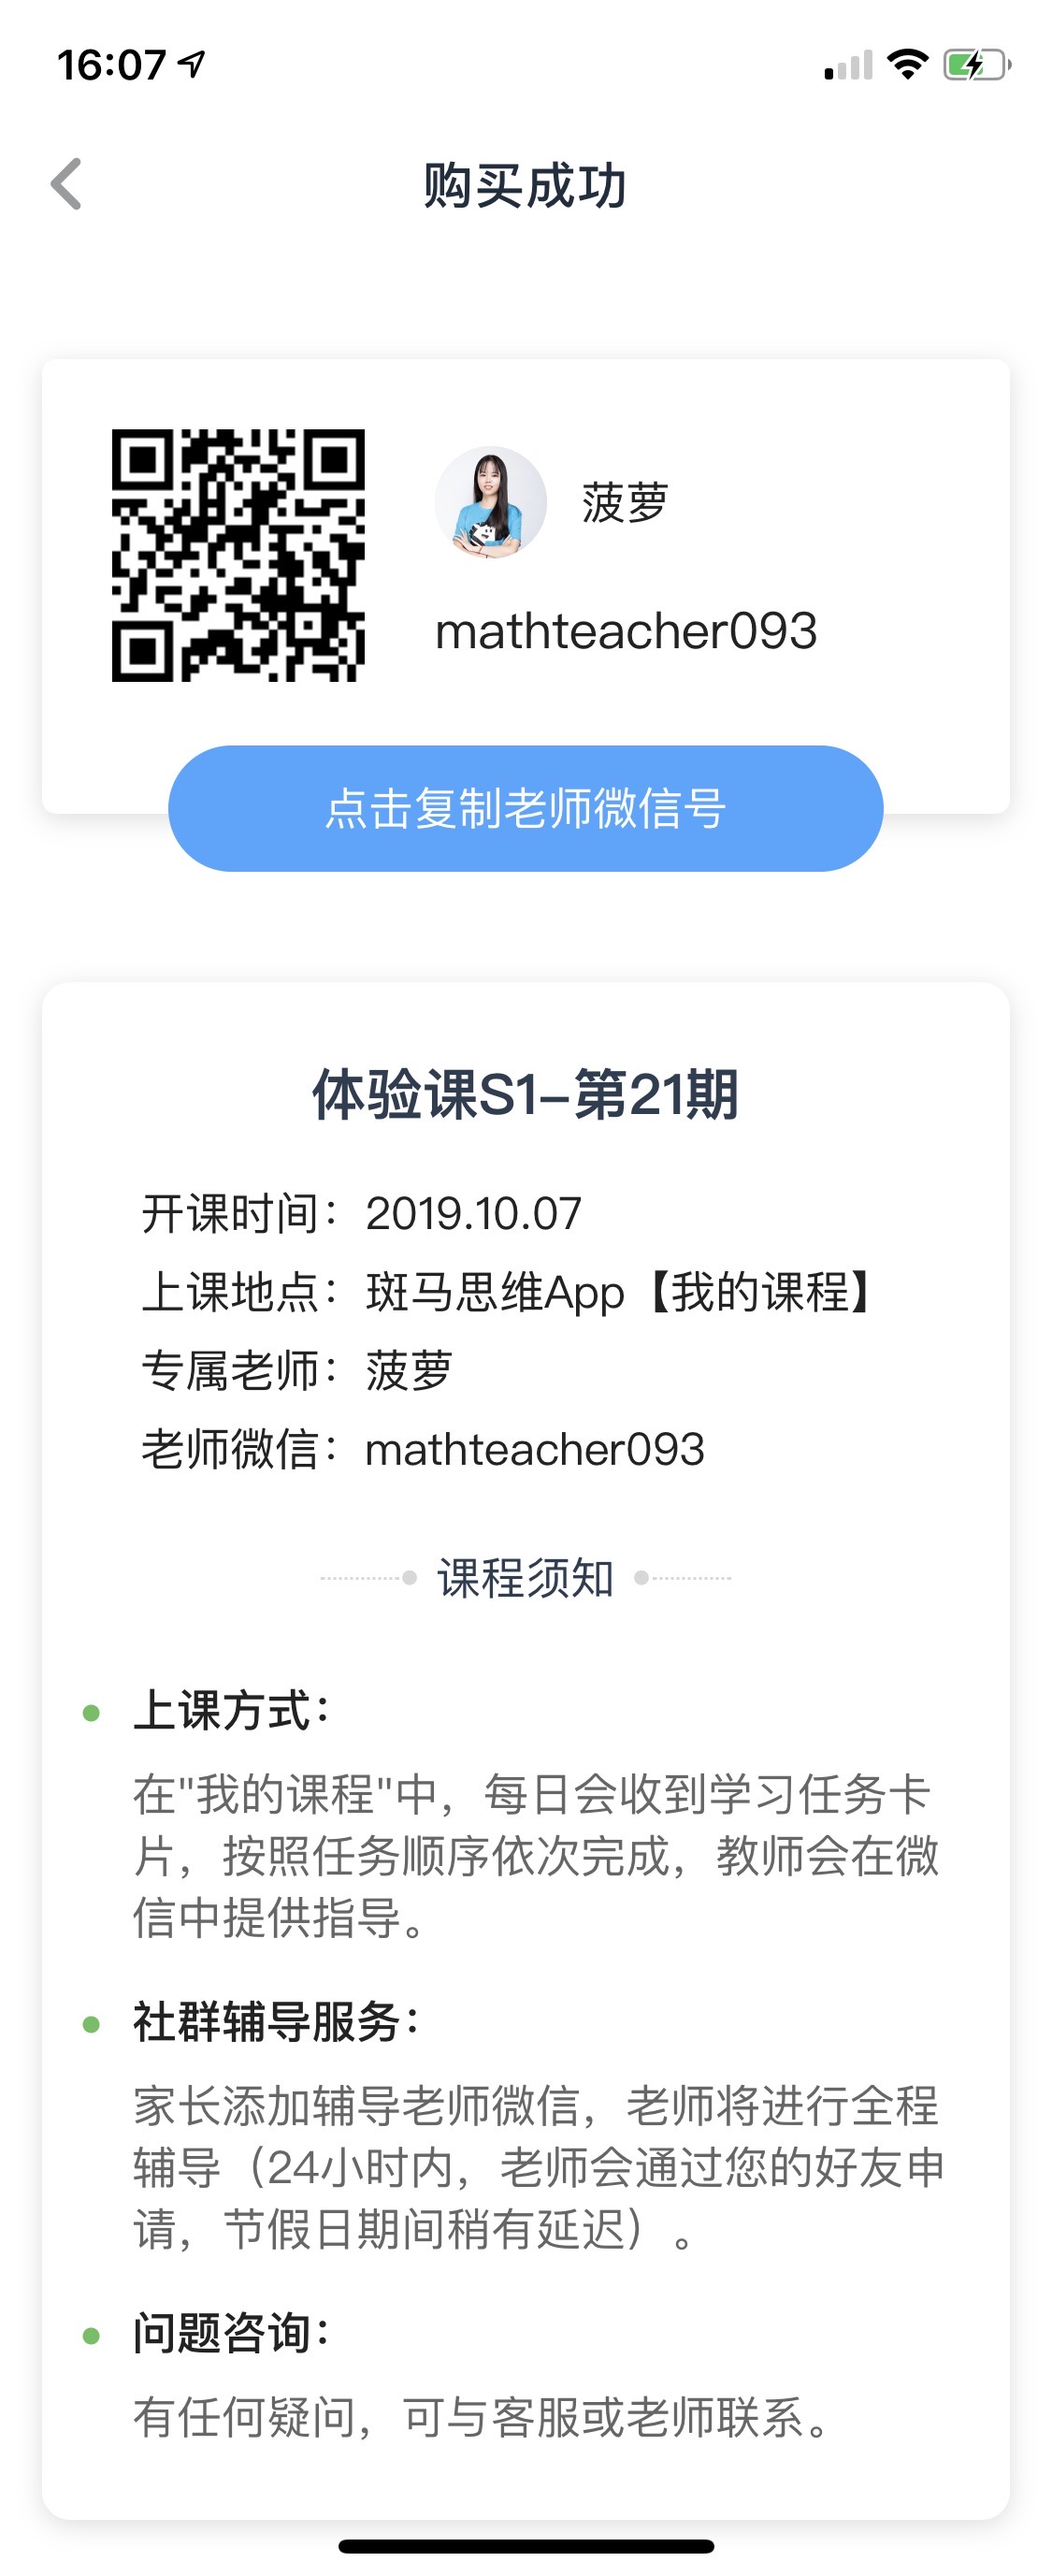 16:07
购买成功
菠萝
mathteacher093
点击复制老师微信号
体验课S1-第21期
开课时间：2019.10.07
上课地点：斑马思维App【我的课程】
专属老师：菠萝
老师微信：mathteacher093
课程须知
上课方式：
在"我的课程"中，每日会收到学习任务卡
片，按照任务顺序依次完成，教师会在微
信中提供指导。
社群辅导服务：
家长添加辅导老师微信，老师将进行全程
辅导（24小时内，老师会通过您的好友申
请，节假日期间稍有延迟）。
问题咨询：
有任何疑问，可与客服或老师联系。